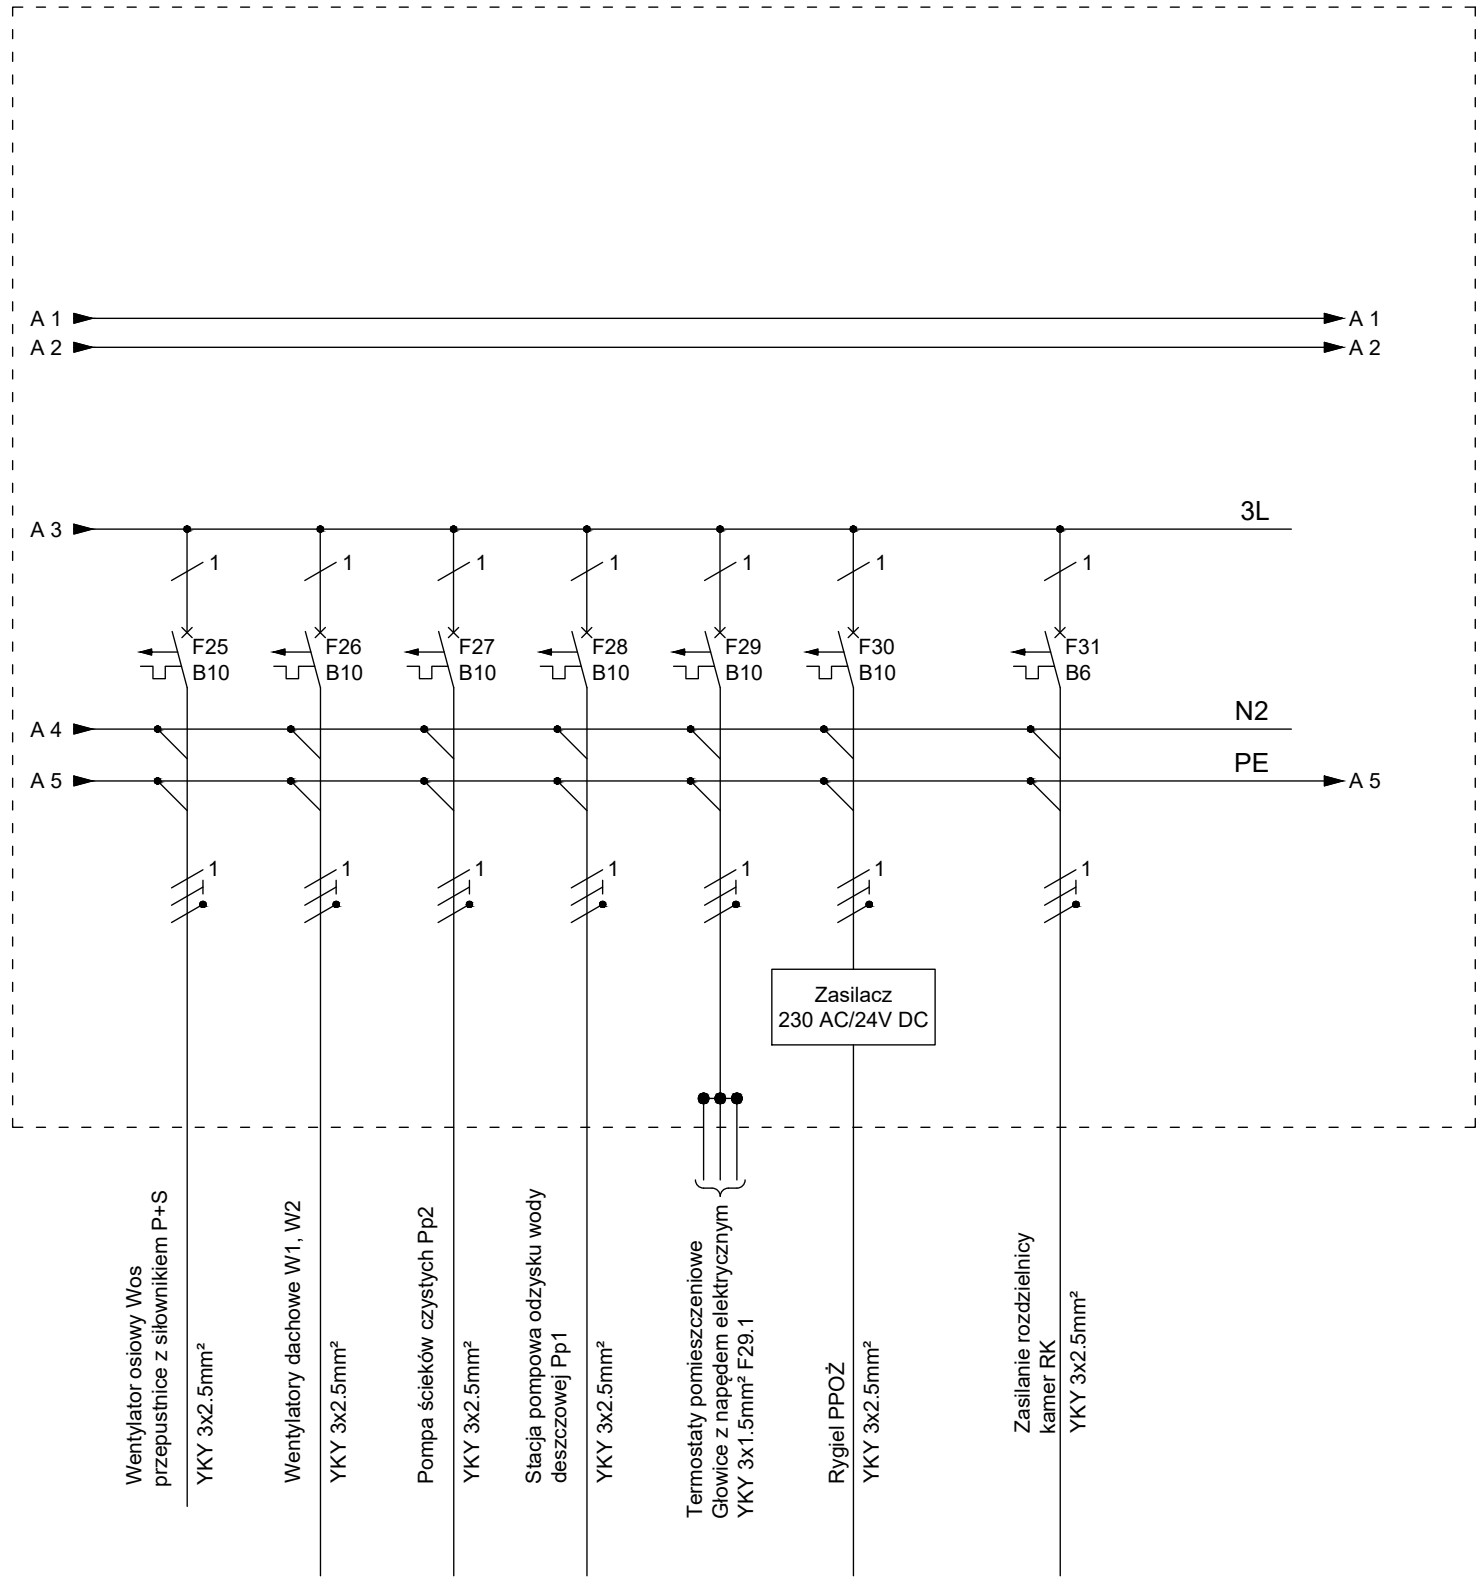 A 1
A 1
A 2
A 2
3L
A 3
1
1
1
1
1
1
1
F25
B10
F26
B10
F27
B10
F28
B10
F29
B10
F30
B10
F31
B6
N2
A 4
PE
A 5
A 5
1
1
1
1
1
1
1
Zasilacz
230 AC/24V DC
Wentylator osiowy Wos
przepustnice z siłownikiem P+S
YKY 3x2.5mm²
Wentylatory dachowe W1, W2
YKY 3x2.5mm²
Pompa ścieków czystych Pp2
YKY 3x2.5mm²
Stacja pompowa odzysku wody
deszczowej Pp1
YKY 3x2.5mm²
Termostaty pomieszczeniowe
Głowice z napędem elektrycznym
YKY 3x1.5mm² F29.1
Rygiel PPOŻ
YKY 3x2.5mm²
Zasilanie rozdzielnicy
kamer RK
YKY 3x2.5mm²